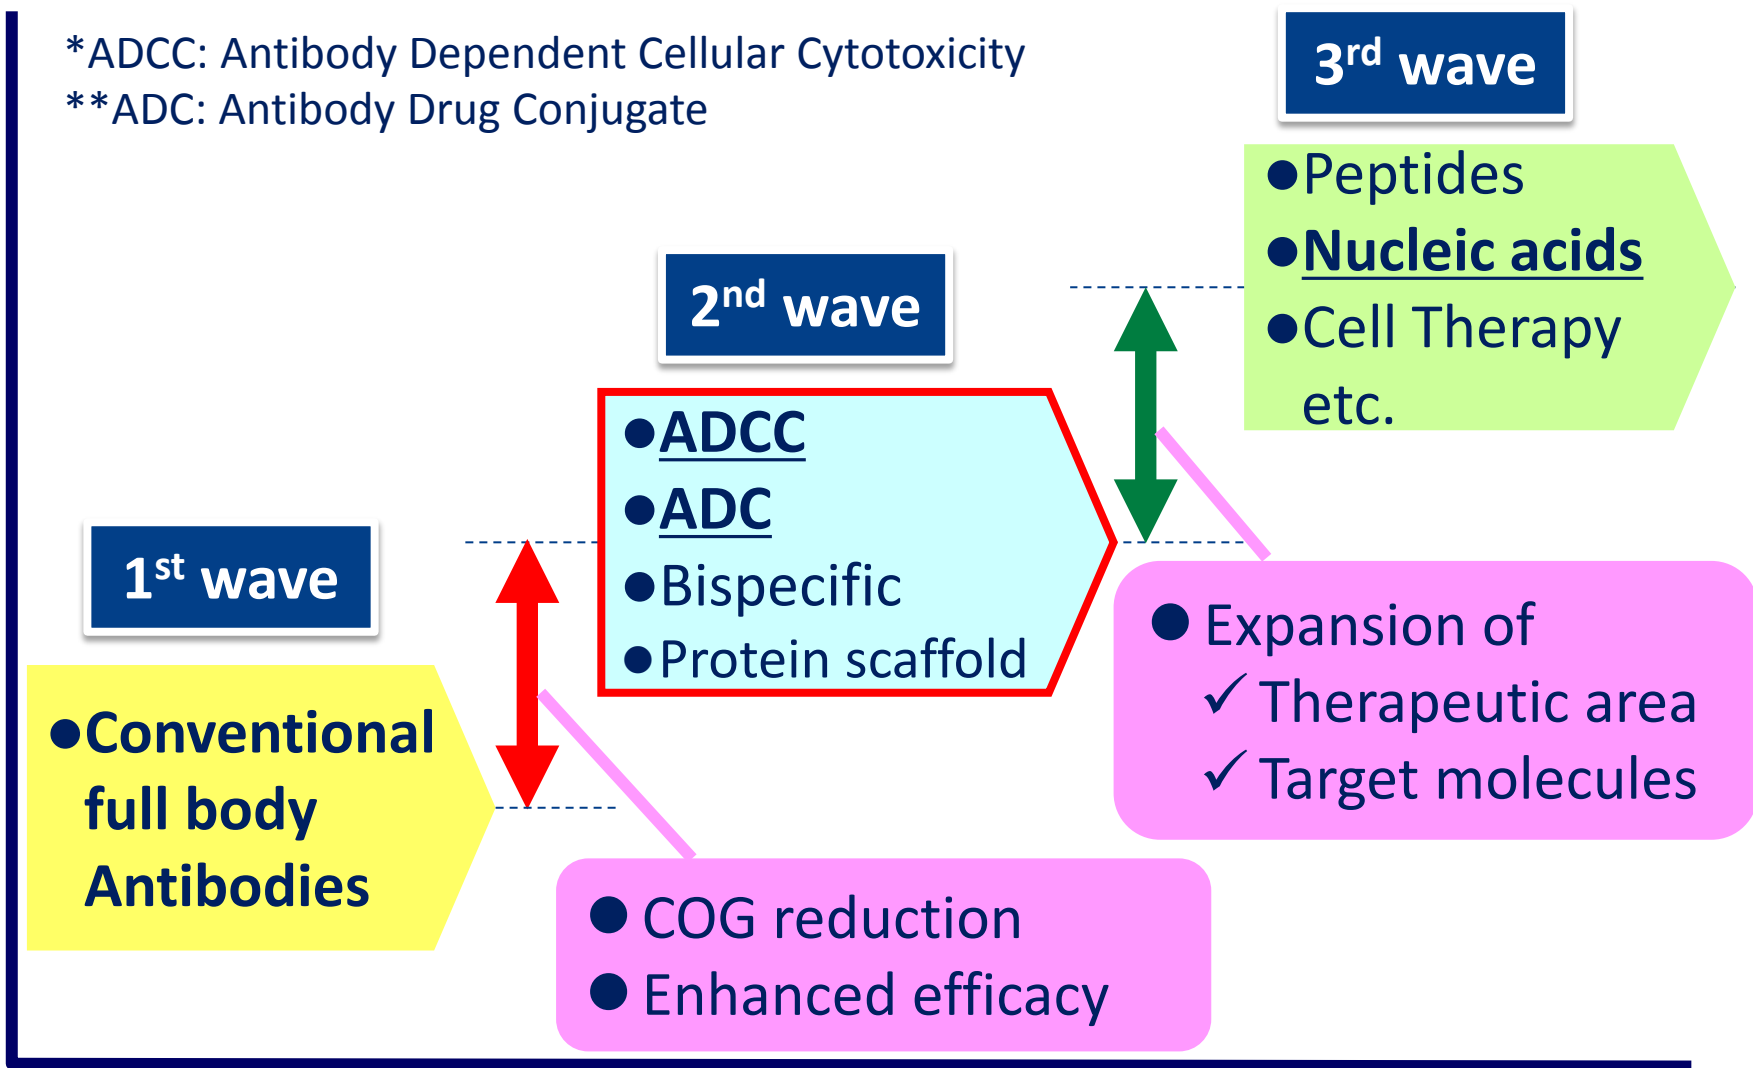 *ADCC: Antibody Dependent Cellular Cytotoxicity
**ADC: Antibody Drug Conjugate
3rd wave
●Peptides
●Nucleic acids
●Cell Therapy
etc.
2nd wave
●ADCC
●ADC
●Bispecific
●Protein scaffold
1st wave
●Conventional
full body
Antibodies
● Expansion of
✓ Therapeutic area
✓ Target molecules
● COG reduction
● Enhanced efficacy